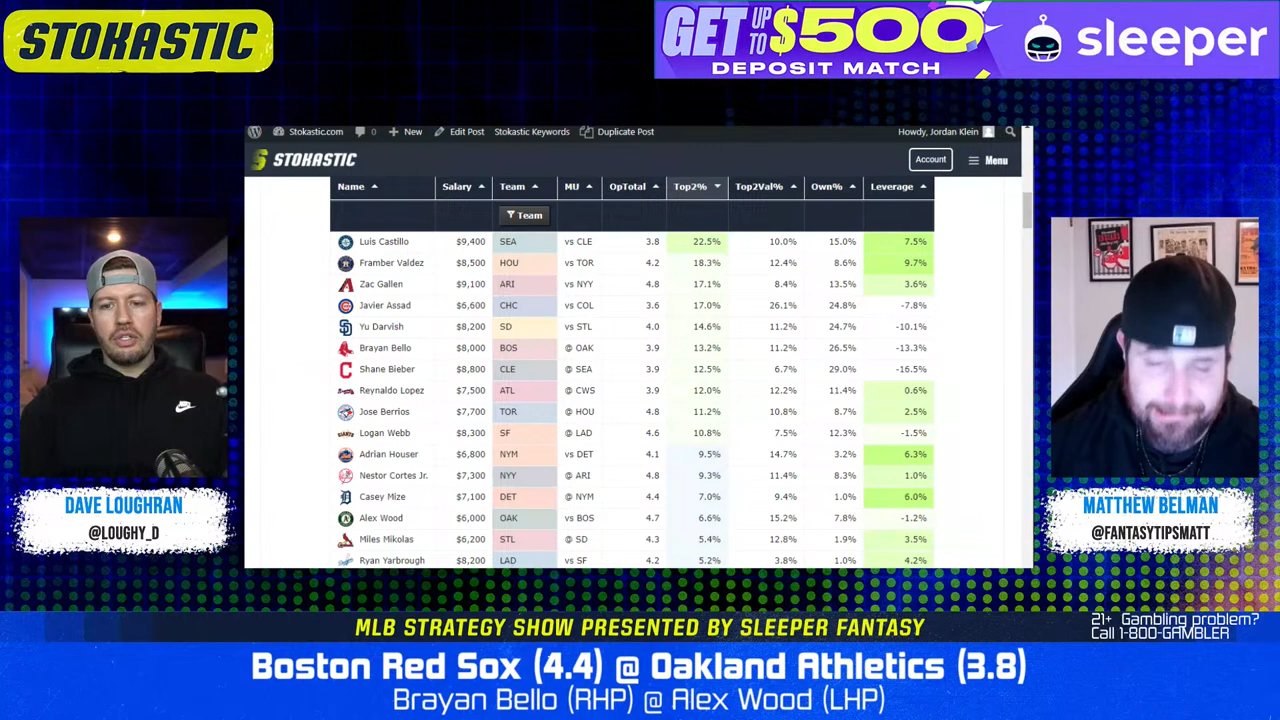 STOKASTIC
GET UP TO $500
DEPOSIT MATCH
sleeper
Stokastic.com 0 New Edit Post Stokastic Keywords Duplicate Post Howdy, Jordan Klein
STOKASTIC Account Menu
Name Salary Team MU OpTotal Top2% Top2Val% Own% Leverage
Team
Luis Castillo $9,400 SEA vs CLE 3.8 22.5% 10.0% 15.0% 7.5%
Framber Valdez $8,500 HOU vs TOR 4.2 18.3% 12.4% 8.6% 9.7%
Zac Gallen $9,100 ARI vs NYY 4.8 17.1% 8.4% 13.5% 3.6%
Javier Assad $6,600 CHC vs COL 3.6 17.0% 26.1% 24.8% -7.8%
Yu Darvish $8,200 SD vs STL 4.0 14.6% 11.2% 24.7% -10.1%
Brayan Bello $8,000 BOS @ OAK 3.9 13.2% 11.2% 26.5% -13.3%
Shane Bieber $8,800 CLE @ SEA 3.9 12.5% 6.7% 29.0% -16.5%
Reynaldo Lopez $7,500 ATL @ CWS 3.9 12.0% 12.2% 11.4% 0.6%
Jose Berrios $7,700 TOR @ HOU 4.8 11.2% 10.8% 8.7% 2.5%
Logan Webb $8,300 SF @ LAD 4.6 10.8% 7.5% 12.3% -1.5%
Adrian Houser $6,800 NYM vs DET 4.1 9.5% 14.7% 3.2% 6.3%
Nestor Cortes Jr. $7,300 NYY @ ARI 4.8 9.3% 11.4% 8.3% 1.0%
Casey Mize $7,100 DET @ NYM 4.4 7.0% 9.4% 1.0% 6.0%
Alex Wood $6,000 OAK vs BOS 4.7 6.6% 15.2% 7.8% -1.2%
Miles Mikolas $6,200 STL @ SD 4.3 5.4% 12.8% 1.9% 3.5%
Ryan Yarbrough $8,200 LAD vs SF 4.2 5.2% 3.8% 1.0% 4.2%
DAVE LOUGHRAN
@LOUGHY_D
MATTHEW BELMAN
@FANTASYTIPSMATT
MLB STRATEGY SHOW PRESENTED BY SLEEPER FANTASY
21+ Gambling problem?
Call 1-800-GAMBLER
Boston Red Sox (4.4) @ Oakland Athletics (3.8)
Brayan Bello (RHP) @ Alex Wood (LHP)